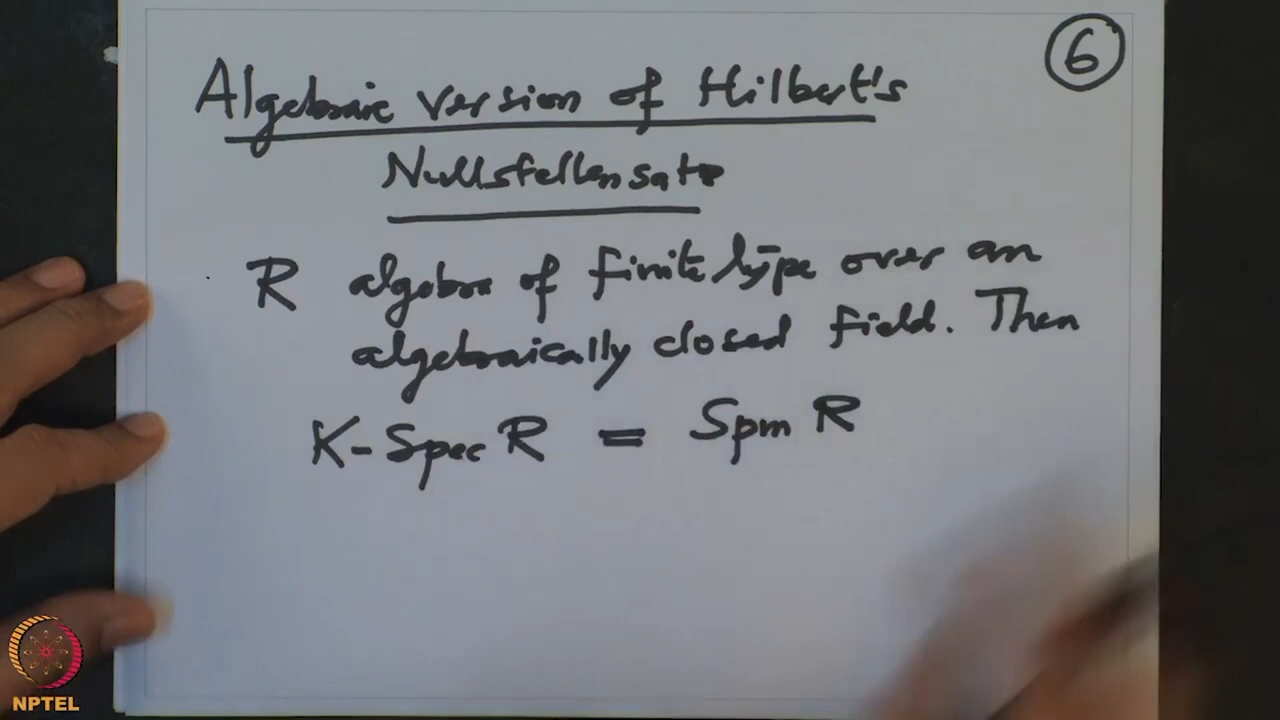 6
Algebraic version of Hilbert's
Nullstellensatz
R algebra of finite type over an
algebraically closed field. Then
K-Spec R = Spm R
NPTEL